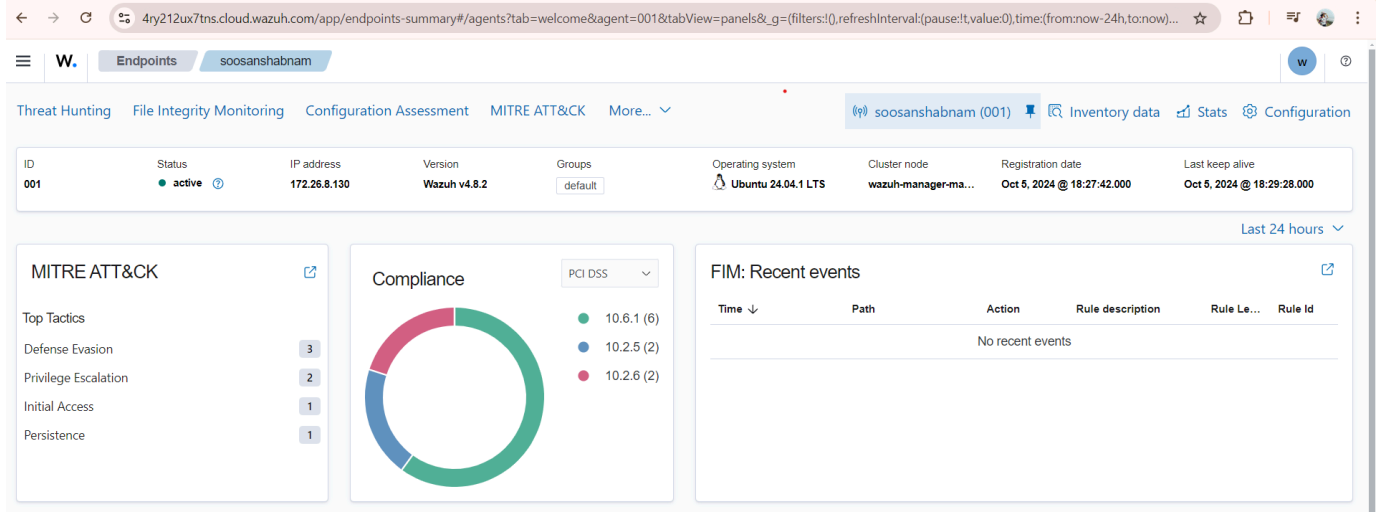 4ry212ux7tns.cloud.wazuh.com/app/endpoints-summary#/agents?tab=welcome&agent=001&tabView=panels&_g=(filters:!(),refreshInterval:(pause:!t,value:0),time:(from:now-24h,to:now)...
W. Endpoints soosanshabnam w
Threat Hunting File Integrity Monitoring Configuration Assessment MITRE ATT&CK More... soosanshabnam (001) Inventory data Stats Configuration
ID Status IP address Version Groups Operating system Cluster node Registration date Last keep alive
001 active 172.26.8.130 Wazuh v4.8.2 default Ubuntu 24.04.1 LTS wazuh-manager-ma... Oct 5, 2024 @ 18:27:42.000 Oct 5, 2024 @ 18:29:28.000
Last 24 hours
MITRE ATT&CK
Top Tactics
Defense Evasion 3
Privilege Escalation 2
Initial Access 1
Persistence 1
Compliance PCI DSS
10.6.1 (6)
10.2.5 (2)
10.2.6 (2)
FIM: Recent events
Time Path Action Rule description Rule Le... Rule Id
No recent events